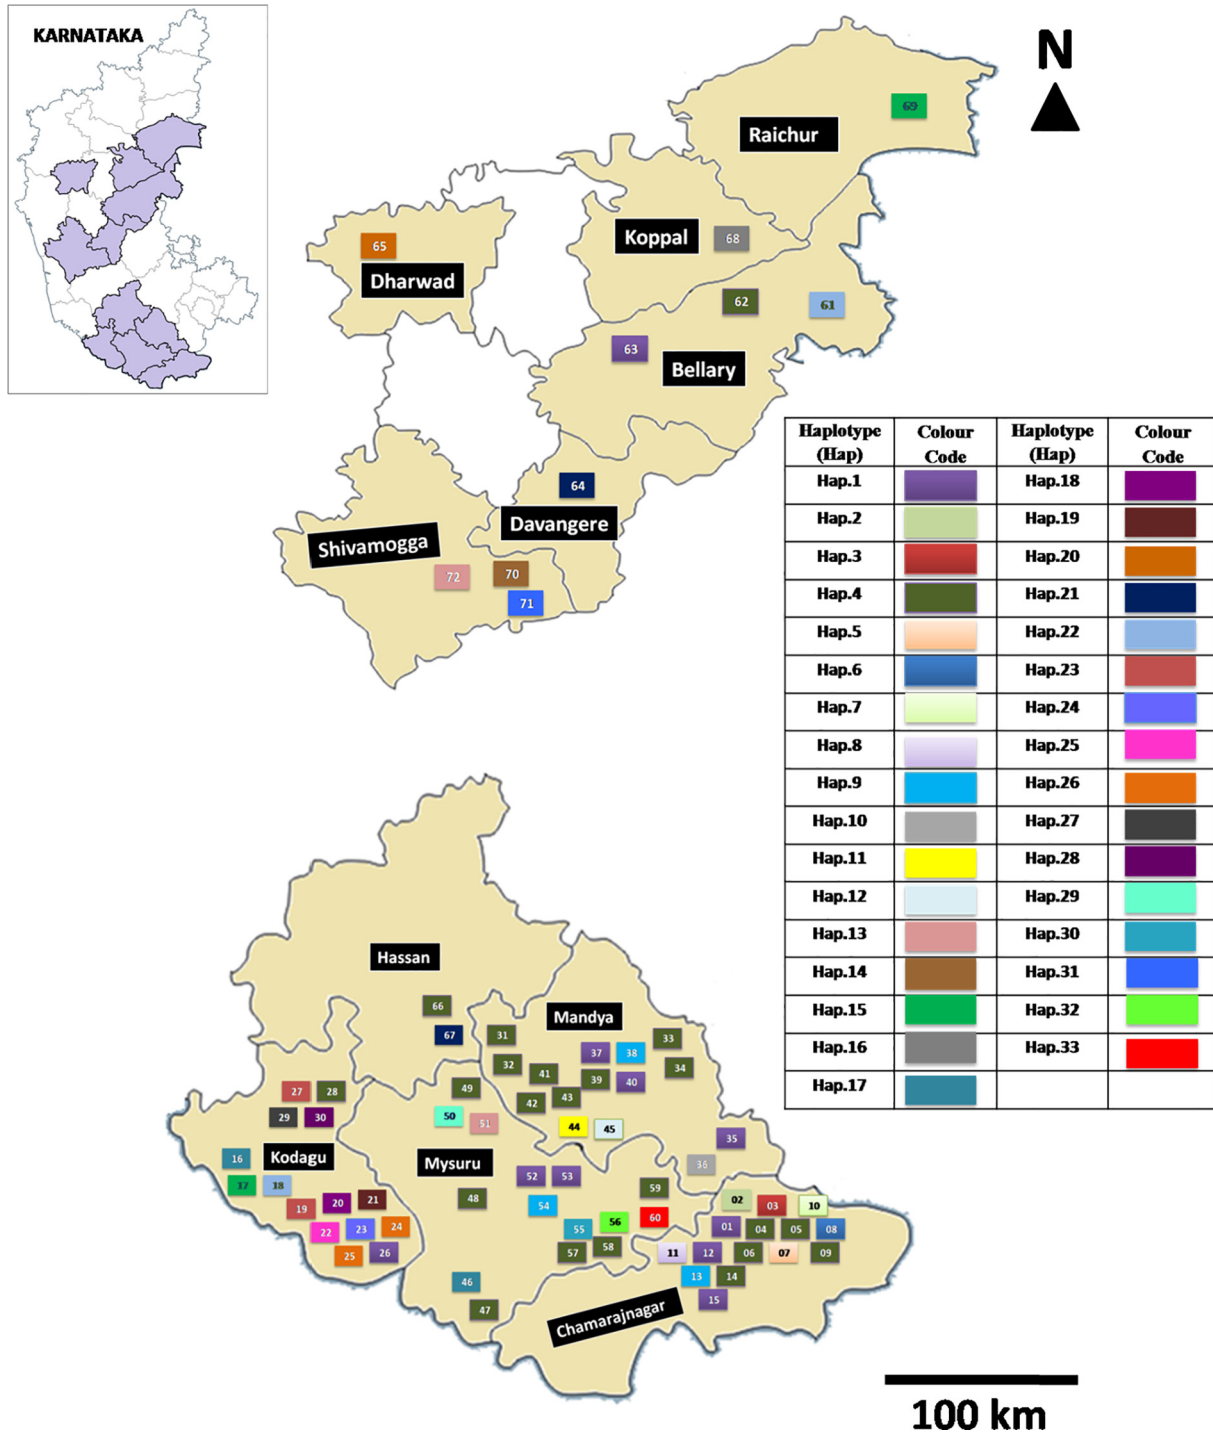 KARNATAKA
N
69
Raichur
Koppal
68
65
Dharwad
62
61
63
Bellary
64
Davangere
Shivamogga
72
70
71
Haplotype (Hap) Colour Code Haplotype (Hap) Colour Code
Hap.1 Hap.18
Hap.2 Hap.19
Hap.3 Hap.20
Hap.4 Hap.21
Hap.5 Hap.22
Hap.6 Hap.23
Hap.7 Hap.24
Hap.8 Hap.25
Hap.9 Hap.26
Hap.10 Hap.27
Hap.11 Hap.28
Hap.12 Hap.29
Hap.13 Hap.30
Hap.14 Hap.31
Hap.15 Hap.32
Hap.16 Hap.33
Hap.17
Hassan
66
67
Mandya
31
33
37 38
32
34
41
39 40
43
42
44 45
35
36
27 28
29 30
Kodagu
16
17 18
19 20 21
22 23 24
25 26
49
50 51
Mysuru
52 53
48
54
59
60
56
55
58
57
46
47
02 03 10
01 04 05 08
11 12 06 07 09
13 14
15
Chamarajnagar
100 km